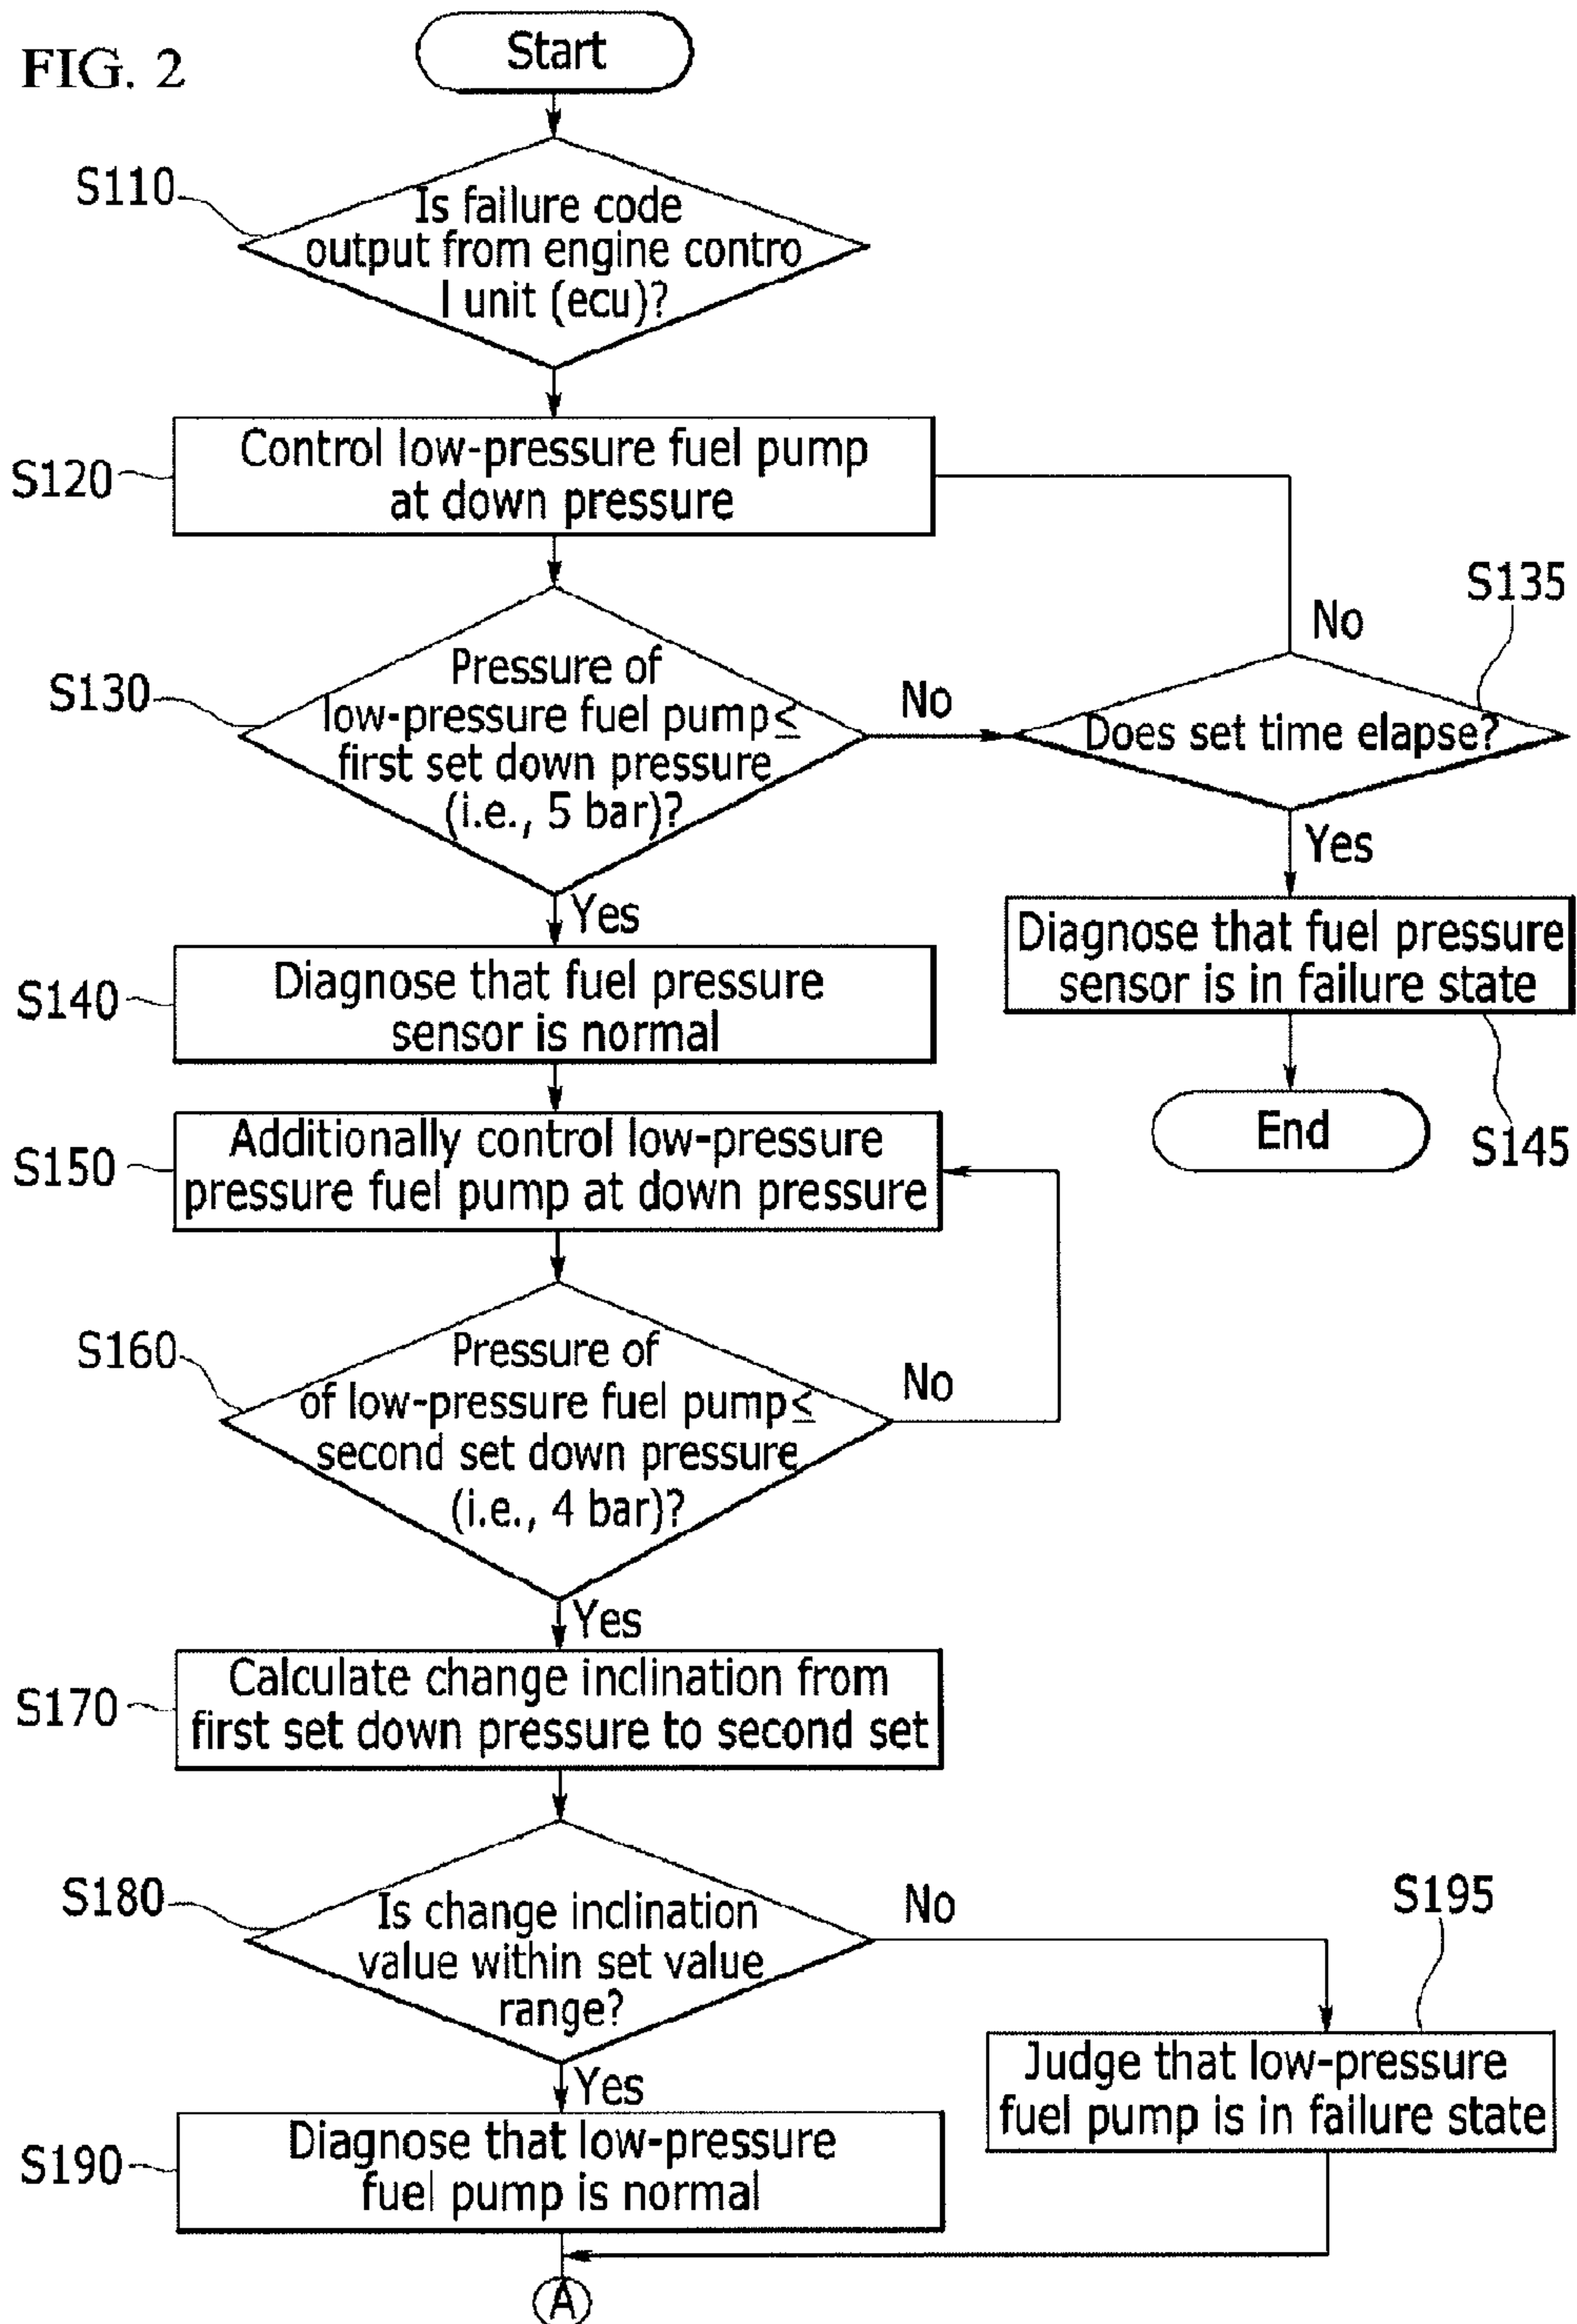 FIG. 2
Start
S110
Is failure code
output from engine contro
l unit (ecu)?
S120
Control low-pressure fuel pump
at down pressure
S130
Pressure of
low-pressure fuel pump≤
first set down pressure
(i.e., 5 bar)?
No
S135
No
Does set time elapse?
Yes
Yes
S140
Diagnose that fuel pressure
sensor is normal
Diagnose that fuel pressure
sensor is in failure state
S145
End
S150
Additionally control low-pressure
pressure fuel pump at down pressure
S160
Pressure of
of low-pressure fuel pump≤
second set down pressure
(i.e., 4 bar)?
No
Yes
S170
Calculate change inclination from
first set down pressure to second set
S180
Is change inclination
value within set value
range?
No
S195
Judge that low-pressure
fuel pump is in failure state
Yes
S190
Diagnose that low-pressure
fuel pump is normal
A